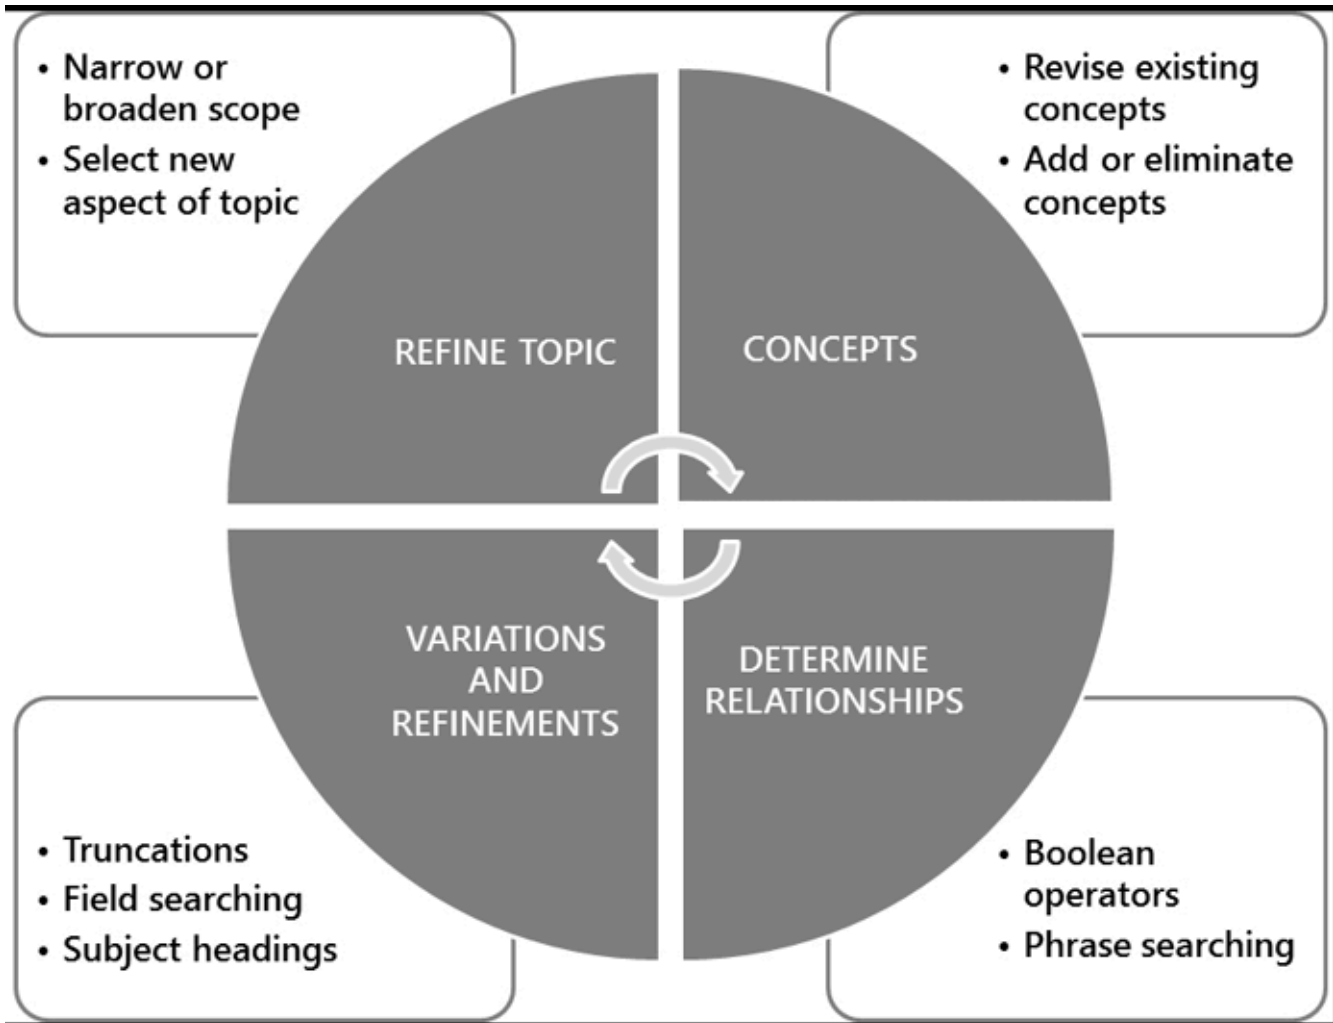 • Narrow or
broaden scope
• Select new
aspect of topic
• Revise existing
concepts
• Add or eliminate
concepts
REFINE TOPIC
CONCEPTS
VARIATIONS
AND
REFINEMENTS
DETERMINE
RELATIONSHIPS
• Truncations
• Field searching
• Subject headings
• Boolean
operators
• Phrase searching